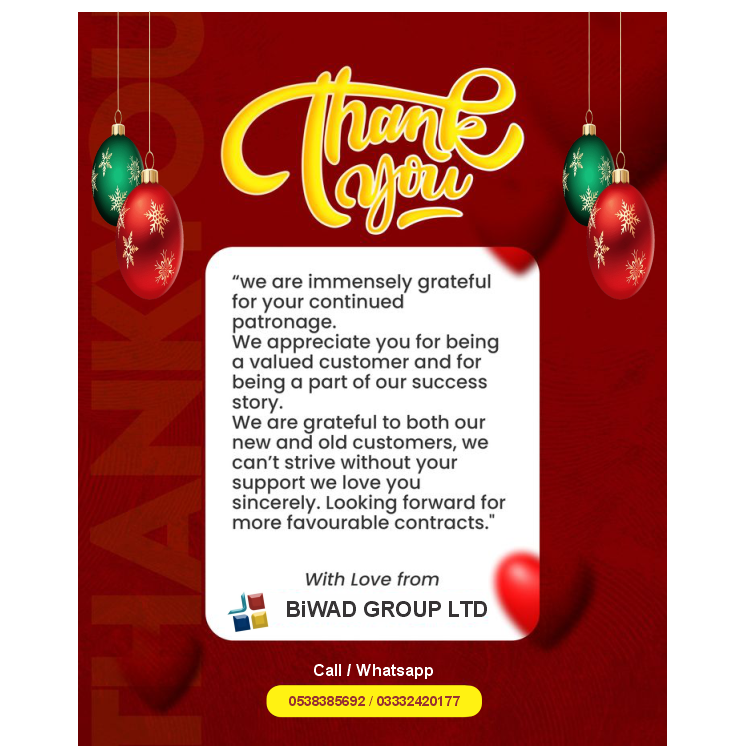 Thank
you
THANK YOU
“we are immensely grateful
for your continued
patronage.
We appreciate you for being
a valued customer and for
being a part of our success
story.
We are grateful to both our
new and old customers, we
can’t strive without your
support we love you
sincerely. Looking forward for
more favourable contracts."
With Love from
BiWAD GROUP LTD
Call / Whatsapp
0538385692 / 03332420177